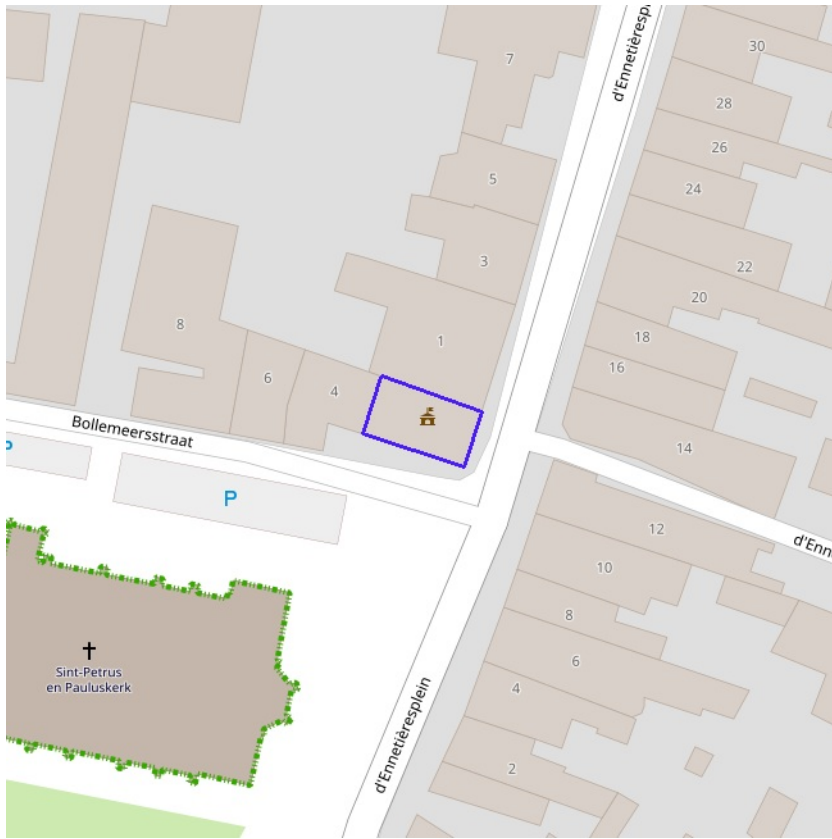 7
30
d'Ennetièrespl
28
26
5
24
3
22
20
8
1
18
6
4
16
Bollemeersstraat
14
P
P
12
d'Enn
10
8
Sint-Petrus
en Pauluskerk
6
4
d'Ennetièresplein
2